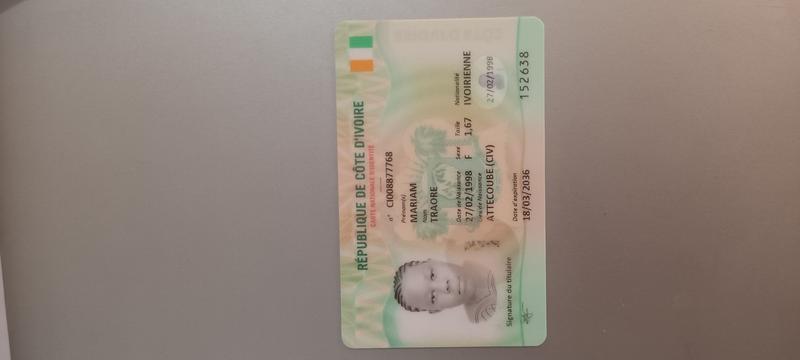 RÉPUBLIQUE DE CÔTE D'IVOIRE
CARTE NATIONALE D'IDENTITÉ
n° CI008877768
Prénom(s)
MARIAM
Nom
TRAORE
Date de Naissance Sexe Taille Nationalité
27/02/1998 F 1,67 IVOIRIENNE
Lieu de Naissance
ATTECOUBE (CIV)
27/02/1998
Date d'expiration
18/03/2036
Signature du titulaire
152638